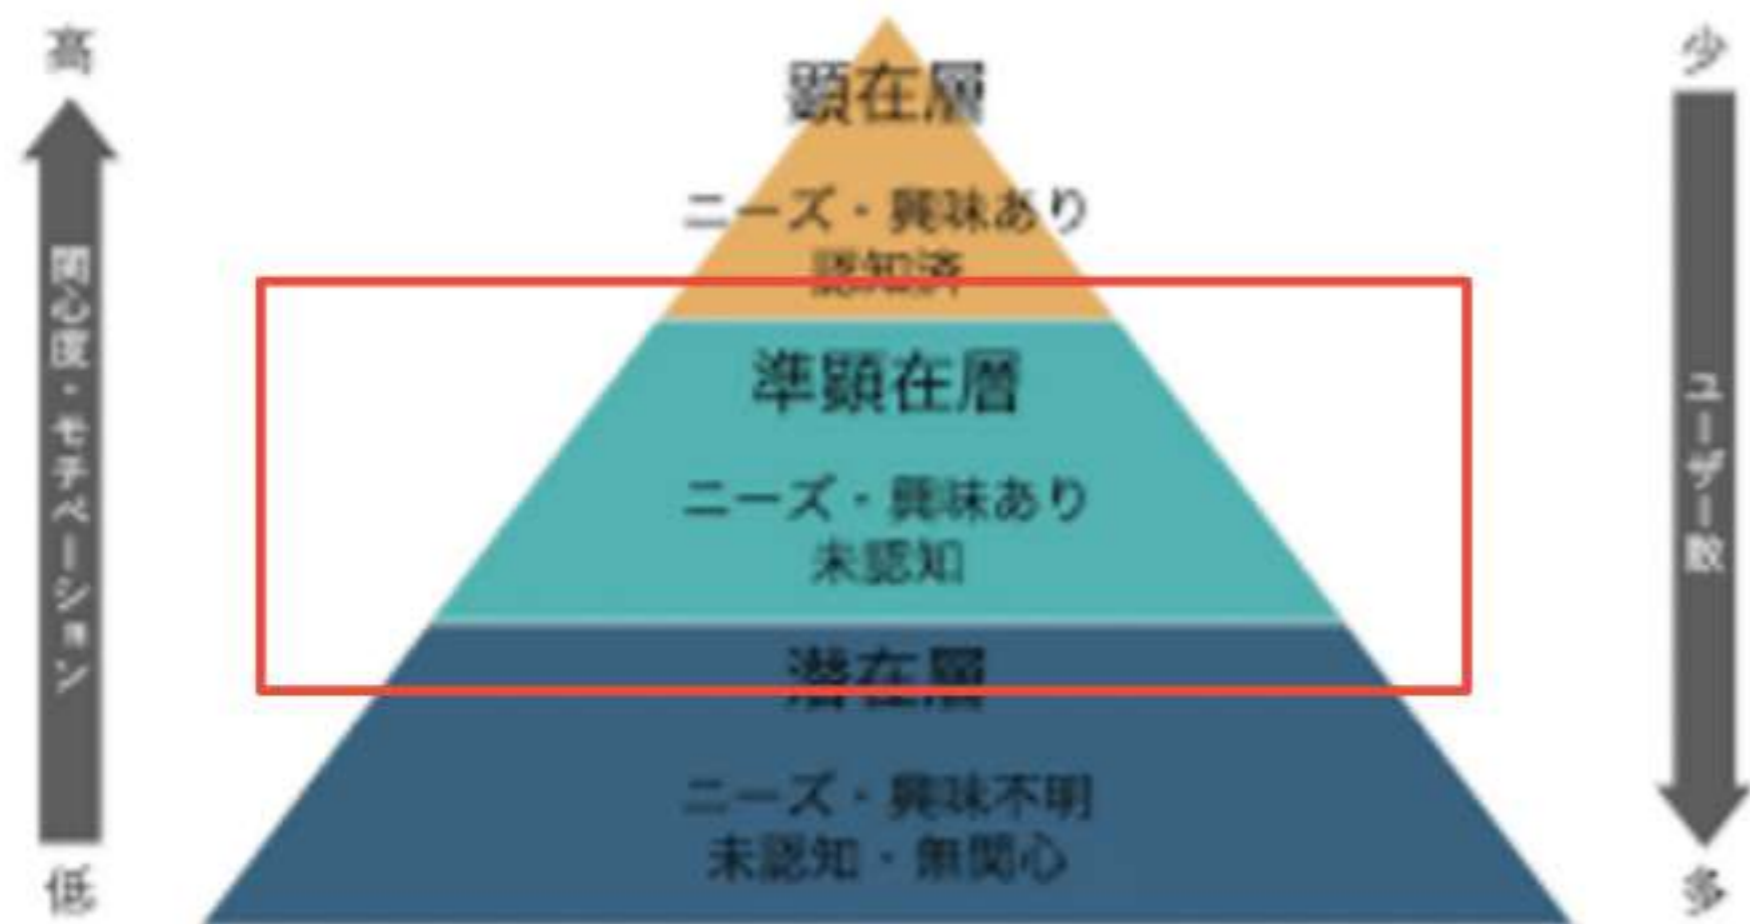 高
関心度・モチベーション
低
顕在層
ニーズ・興味あり
認知済
準顕在層
ニーズ・興味あり
未認知
潜在層
ニーズ・興味不明
未認知・無関心
少
ユーザー数
多